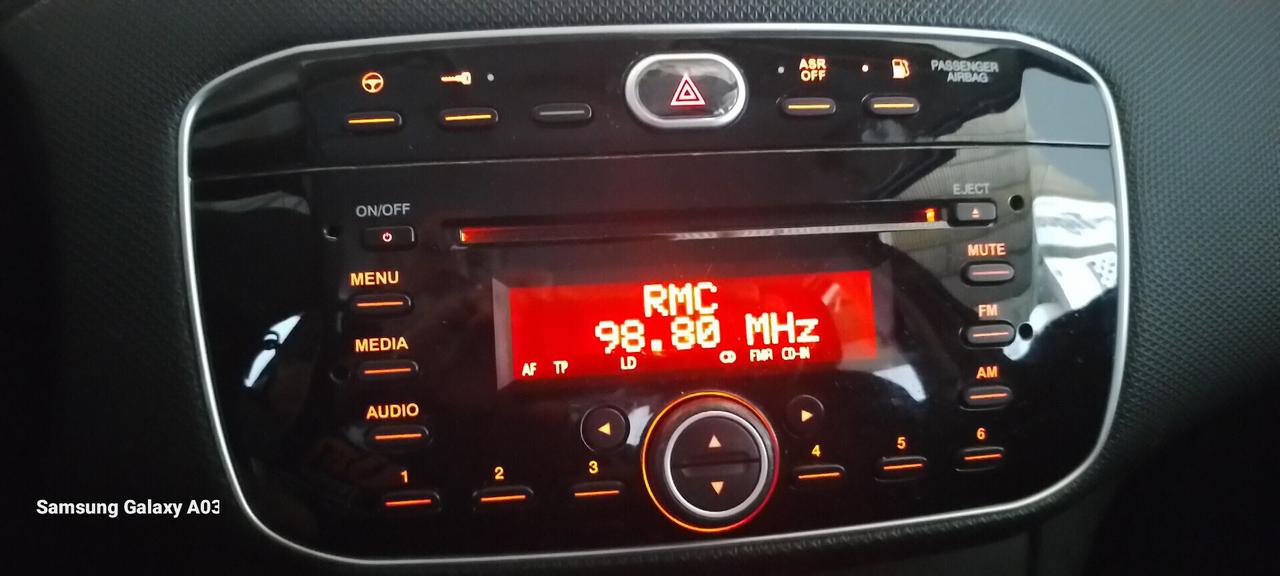 ASR
OFF
PASSENGER
AIRBAG
ON/OFF
EJECT
MENU
MUTE
RMC
98.80 MHz
AF TP LD CD FMR CD-IN
FM
MEDIA
AM
AUDIO
1 2 3 4 5 6
Samsung Galaxy A03